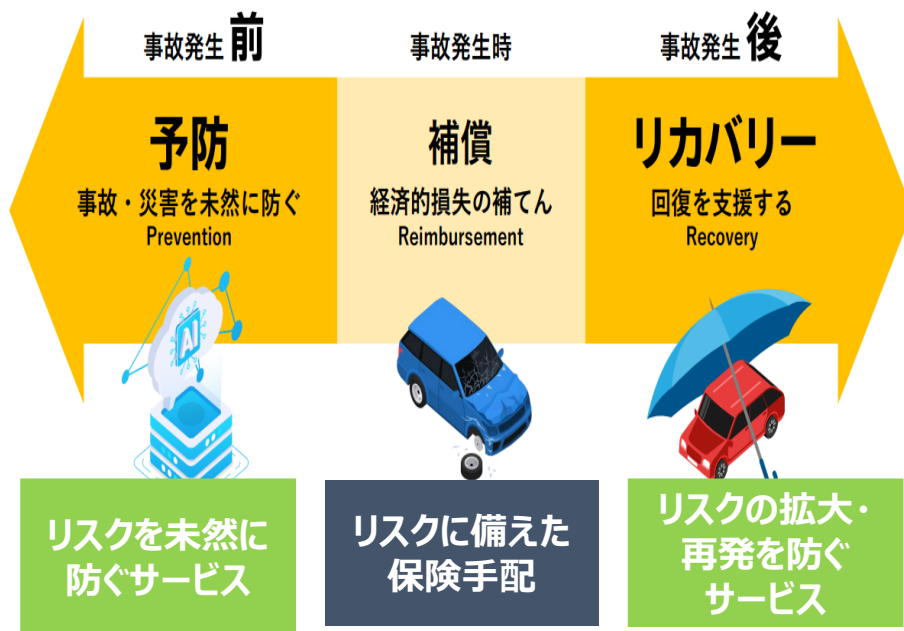 事故発生前
予防
事故・災害を未然に防ぐ
Prevention
AI
リスクを未然に
防ぐサービス
事故発生時
補償
経済的損失の補てん
Reimbursement
リスクに備えた
保険手配
事故発生後
リカバリー
回復を支援する
Recovery
リスクの拡大・
再発を防ぐ
サービス